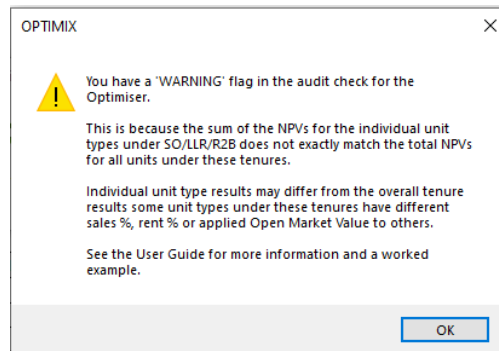 OPTIMIX
You have a 'WARNING' flag in the audit check for the
Optimiser.
This is because the sum of the NPVs for the individual unit
types under SO/LLR/R2B does not exactly match the total NPVs
for all units under these tenures.
Individual unit type results may differ from the overall tenure
results some unit types under these tenures have different
sales %, rent % or applied Open Market Value to others.
See the User Guide for more information and a worked
example.
OK